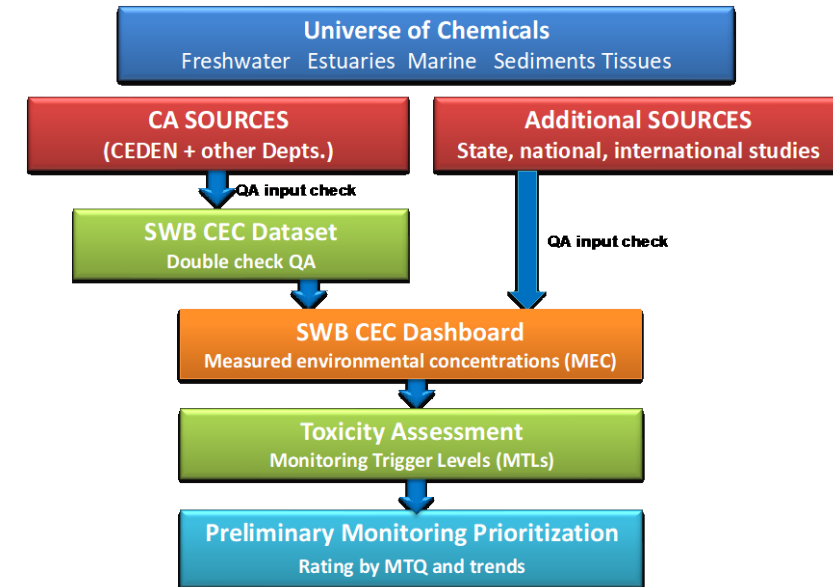 Universe of Chemicals
Freshwater Estuaries Marine Sediments Tissues
CA SOURCES
(CEDEN + other Depts.)
Additional SOURCES
State, national, international studies
QA input check
SWB CEC Dataset
Double check QA
QA input check
SWB CEC Dashboard
Measured environmental concentrations (MEC)
Toxicity Assessment
Monitoring Trigger Levels (MTLs)
Preliminary Monitoring Prioritization
Rating by MTQ and trends